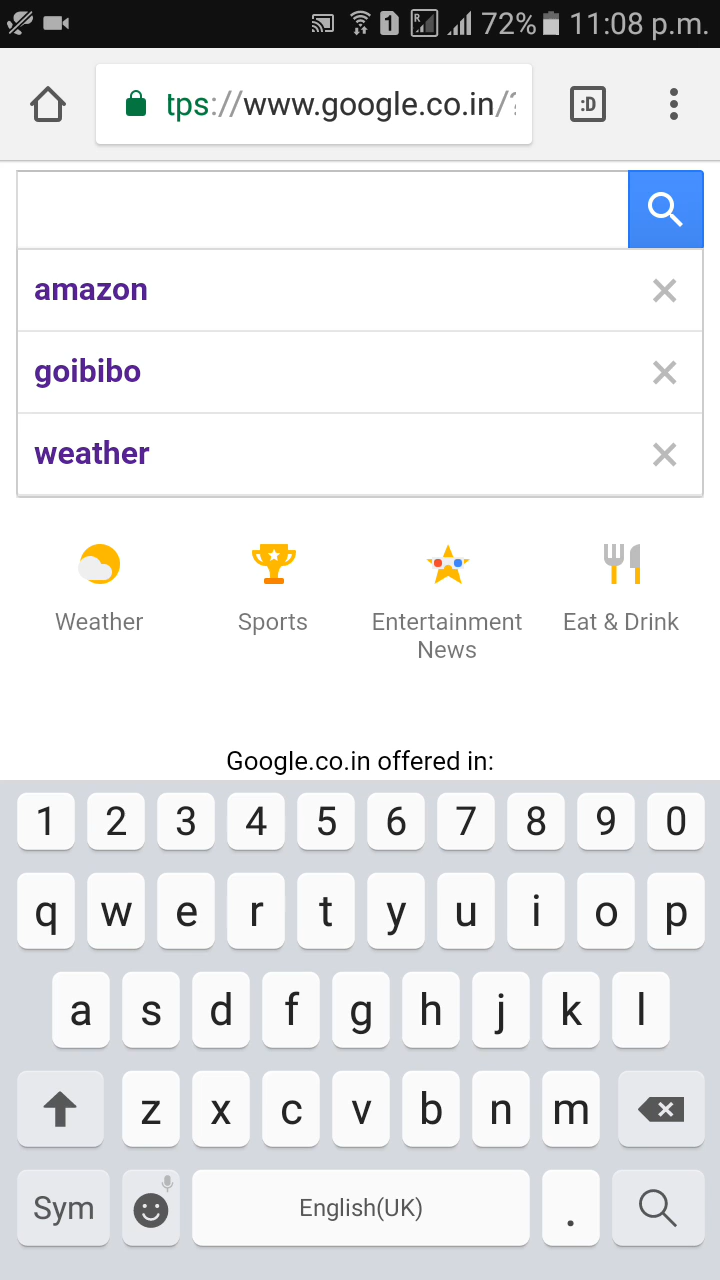 1 R 72% 11:08 p.m.
tps://www.google.co.in/? :D
amazon
goibibo
weather
Weather Sports Entertainment News Eat & Drink
Google.co.in offered in:
1 2 3 4 5 6 7 8 9 0
q w e r t y u i o p
a s d f g h j k l
z x c v b n m
Sym English(UK) .